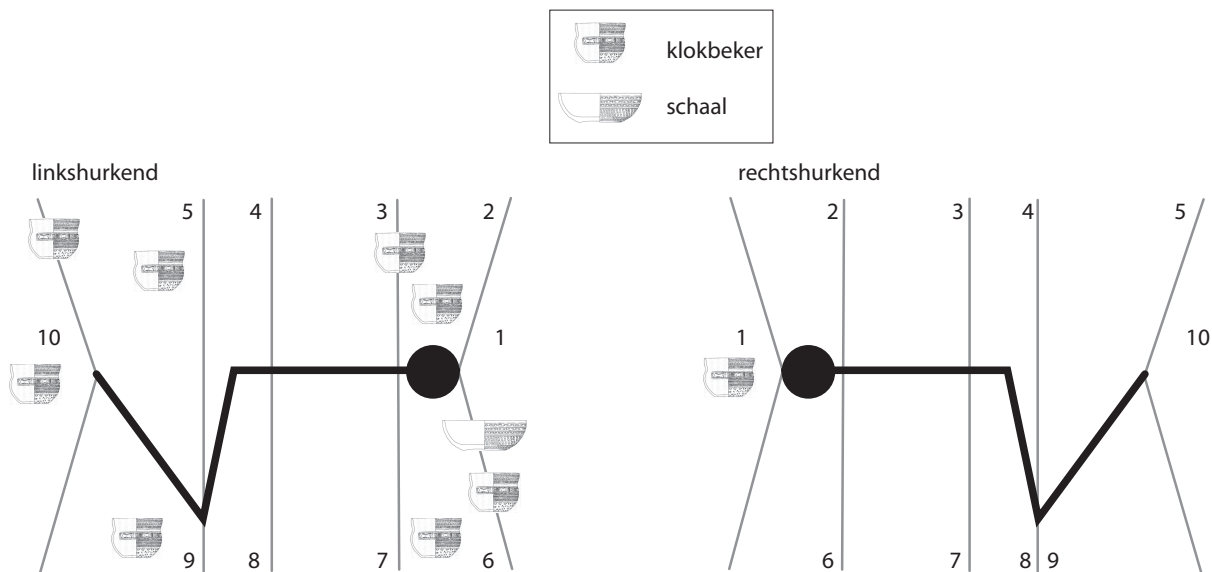 klokbeker
schaal
linkshurkend
rechtshurkend
5 4 3 2
2 3 4 5
10 1
1 10
9 8 7 6
6 7 8 9